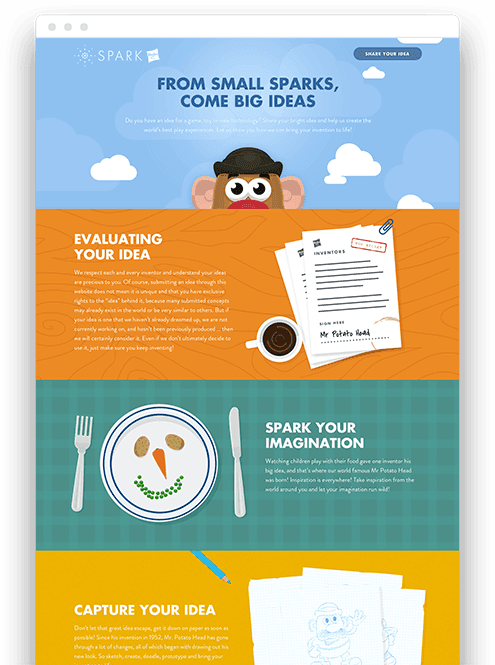 SPARK
SHARE YOUR IDEA
FROM SMALL SPARKS,
COME BIG IDEAS
Do you have an idea for a game, toy or new technology? Share your bright idea and help us create the
world's best play experiences. Let explore you how we can bring your invention to life!
EVALUATING
YOUR IDEA
We respect each and every inventor and understand your ideas
are precious to you. Of course, submitting an idea through this
website does not mean it is unique and that you have exclusive
rights to the "idea" behind it, because many submitted concepts
may already exist in the world or be very similar to others. But if
your idea is one that we haven't already dreamed up, we are not
currently working on, and hasn't been previously produced ... then
we will certainly consider it. Even if we don't ultimately decide to
use it, just make sure you keep inventing!
INVENTORS
SIGN HERE
Mr Potato Head
SPARK YOUR
IMAGINATION
Watching children play with their food gave one inventor his
big idea, and that's where our world famous Mr Potato Head
was born! Inspiration is everywhere! Take inspiration from the
world around you and let your imagination run wild!
CAPTURE YOUR IDEA
Don't let that great idea escape, get it down on paper as soon as
possible! Since his invention in 1952, Mr. Potato Head has gone
through a lot of changes, all of which began with drawing out his
new look. So sketch, create, doodle, prototype and bring your